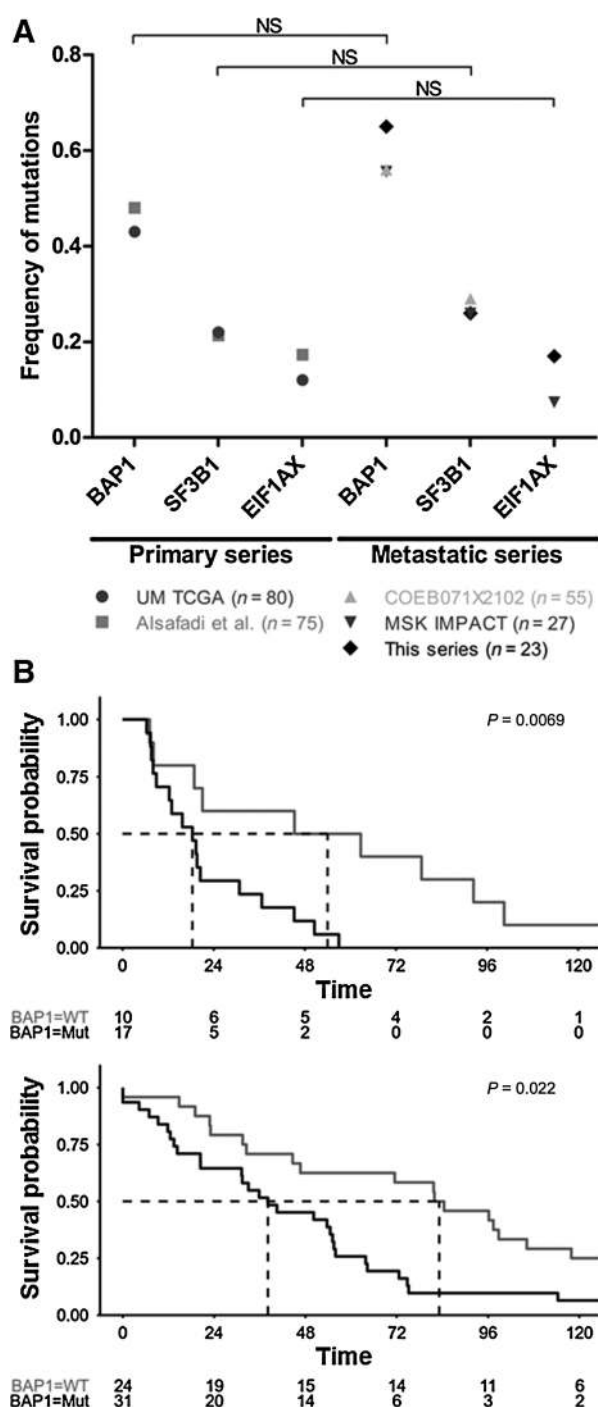 A
NS
NS
NS
Frequency of mutations
0.8
0.6
0.4
0.2
0.0
BAP1 SF3B1 EIF1AX BAP1 SF3B1 EIF1AX
Primary series Metastatic series
UM TCGA (n = 80) COEB071X2102 (n = 55)
Alsafadi et al. (n = 75) MSK IMPACT (n = 27)
This series (n = 23)
B
Survival probability
1.00
0.75
0.50
0.25
0.00
P = 0.0069
0 24 48 72 96 120
Time
BAP1=WT 10 6 5 4 2 1
BAP1=Mut 17 5 2 0 0 0
Survival probability
1.00
0.75
0.50
0.25
0.00
P = 0.022
0 24 48 72 96 120
Time
BAP1=WT 24 19 15 14 11 6
BAP1=Mut 31 20 14 6 3 2